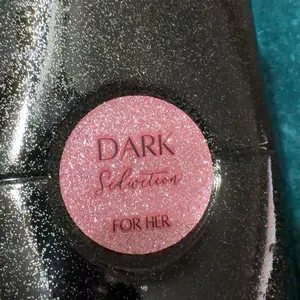 DARK
Seduction
FOR HER